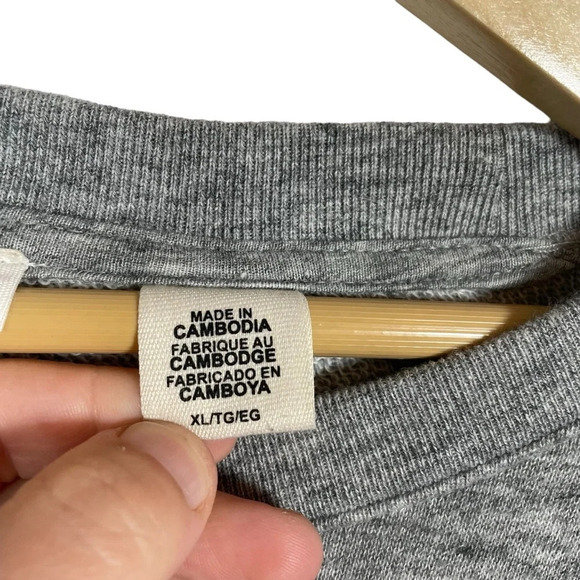 MADE IN
CAMBODIA
FABRIQUE AU
CAMBODGE
FABRICADO EN
CAMBOYA
XL/TG/EG